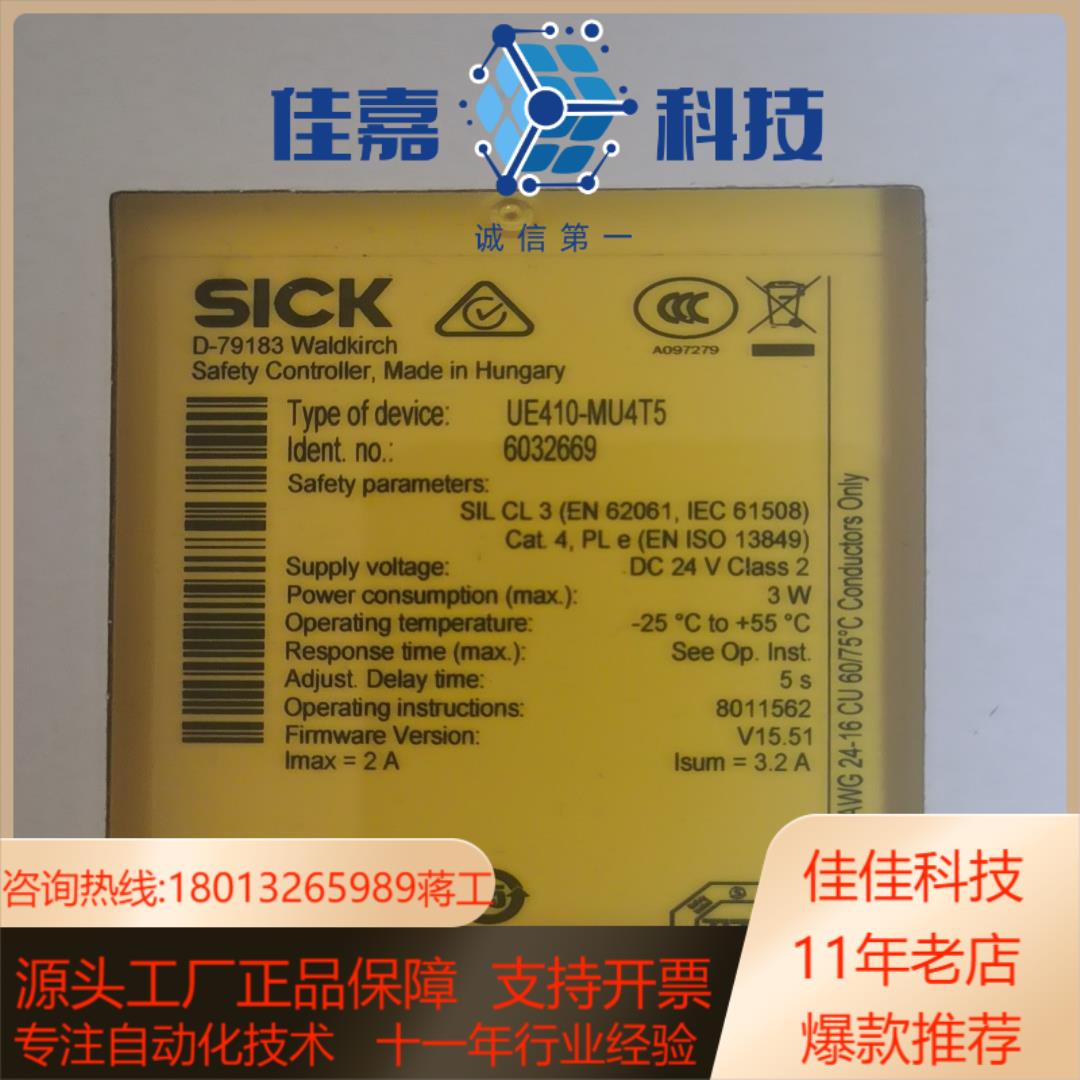 佳嘉 科技
诚信第一
SICK
D-79183 Waldkirch
Safety Controller, Made in Hungary
A097279
Type of device: UE410-MU4T5
Ident. no.: 6032669
Safety parameters:
SIL CL 3 (EN 62061, IEC 61508)
Cat. 4, PL e (EN ISO 13849)
Supply voltage: DC 24 V Class 2
Power consumption (max.): 3 W
Operating temperature: -25 °C to +55 °C
Response time (max.): See Op. Inst.
Adjust. Delay time: 5 s
Operating instructions: 8011562
Firmware Version: V15.51
Imax = 2 A Isum = 3.2 A
AWG 24-16 CU 60/75°C Conductors Only
咨询热线:18013265989蒋工
佳佳科技
11年老店
爆款推荐
源头工厂正品保障 支持开票
专注自动化技术 十一年行业经验